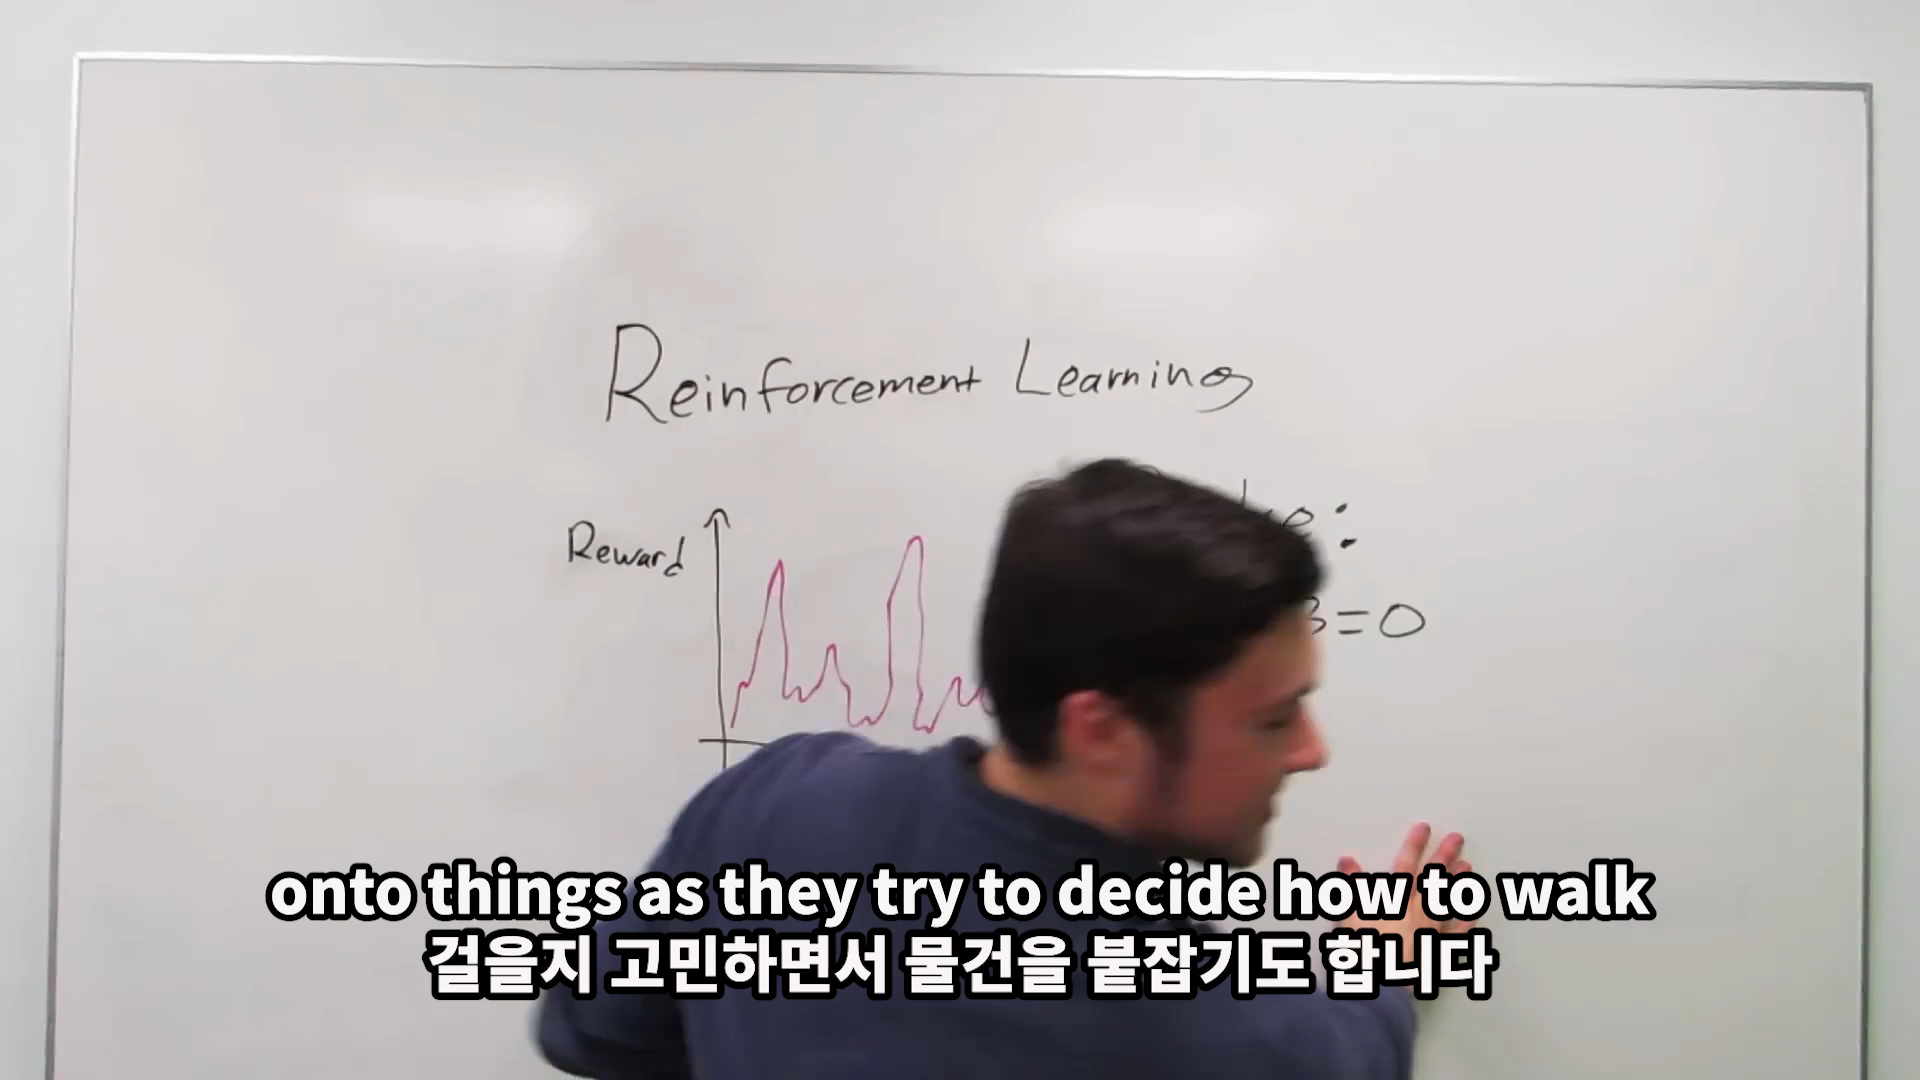 Reinforcement Learning
Reward
:
3=0
onto things as they try to decide how to walk
걸을지 고민하면서 물건을 붙잡기도 합니다